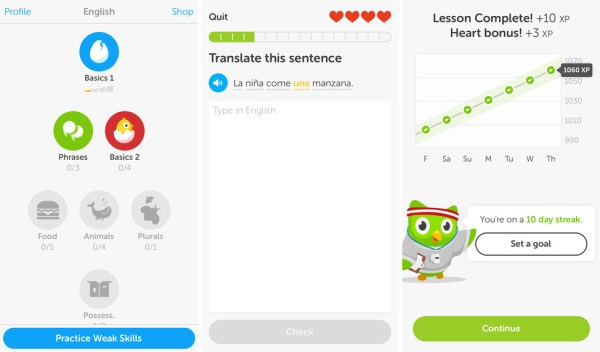 Profile English Shop
Basics 1
Phrases Basics 2
0/3 0/4
Food Animals Plurals
0/5 0/4 0/1
Possess.
Practice Weak Skills
Quit
Translate this sentence
La niña come una manzana.
Type in English
Check
Lesson Complete! +10 XP
Heart bonus! +3 XP
1070
1060 XP
1050
1030
1010
990
F Sa Su M Tu W Th
You're on a 10 day streak.
Set a goal
Continue